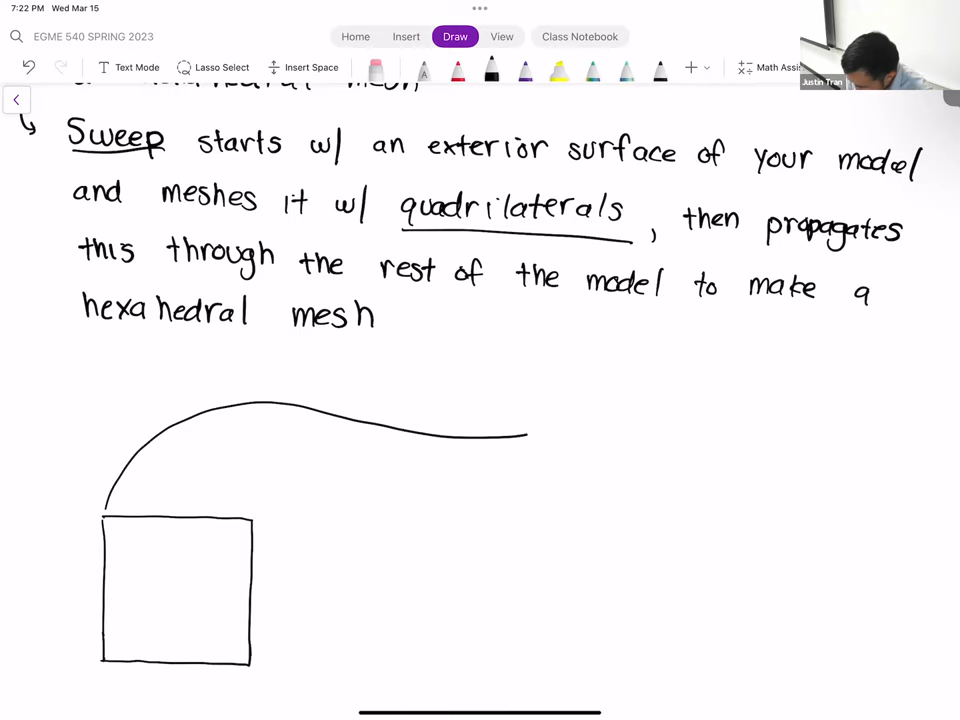 7:22 PM Wed Mar 15
EGME 540 SPRING 2023
Home Insert Draw View Class Notebook
Text Mode Lasso Select Insert Space Math Assis
Justin Tran
mesh
Sweep starts w/ an exterior surface of your model
and meshes it w/ quadrilaterals, then propagates
this through the rest of the model to make a
hexahedral mesh